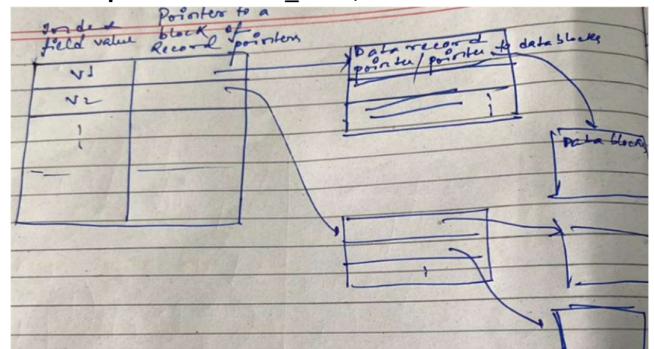 Index
field value
Pointer to a
block of
Record pointers
V1
V2
Data record
pointer/pointer to data blocks
Data blocks